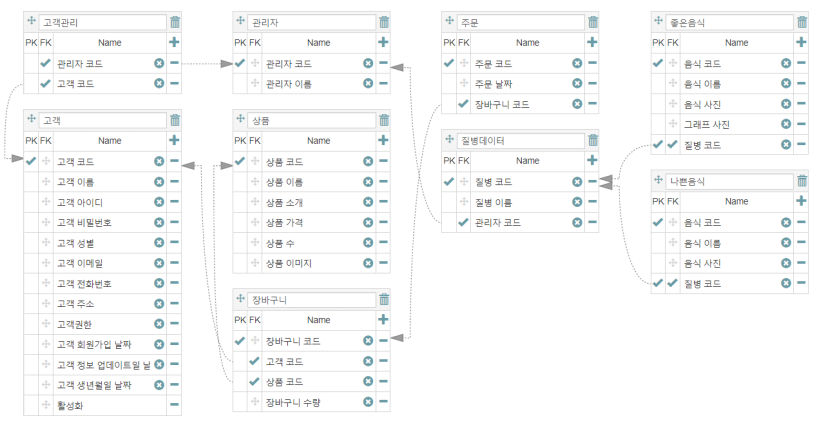 고객관리
PK FK Name
관리자 코드
고객 코드
고객
PK FK Name
고객 코드
고객 이름
고객 아이디
고객 비밀번호
고객 성별
고객 이메일
고객 전화번호
고객 주소
고객권한
고객 회원가입 날짜
고객 정보 업데이트일 날
고객 생년월일 날짜
활성화
관리자
PK FK Name
관리자 코드
관리자 이름
상품
PK FK Name
상품 코드
상품 이름
상품 소개
상품 가격
상품 수
상품 이미지
장바구니
PK FK Name
장바구니 코드
고객 코드
상품 코드
장바구니 수량
주문
PK FK Name
주문 코드
주문 날짜
장바구니 코드
질병데이터
PK FK Name
질병 코드
질병 이름
관리자 코드
좋은음식
PK FK Name
음식 코드
음식 이름
음식 사진
그래프 사진
질병 코드
나쁜음식
PK FK Name
음식 코드
음식 이름
음식 사진
질병 코드